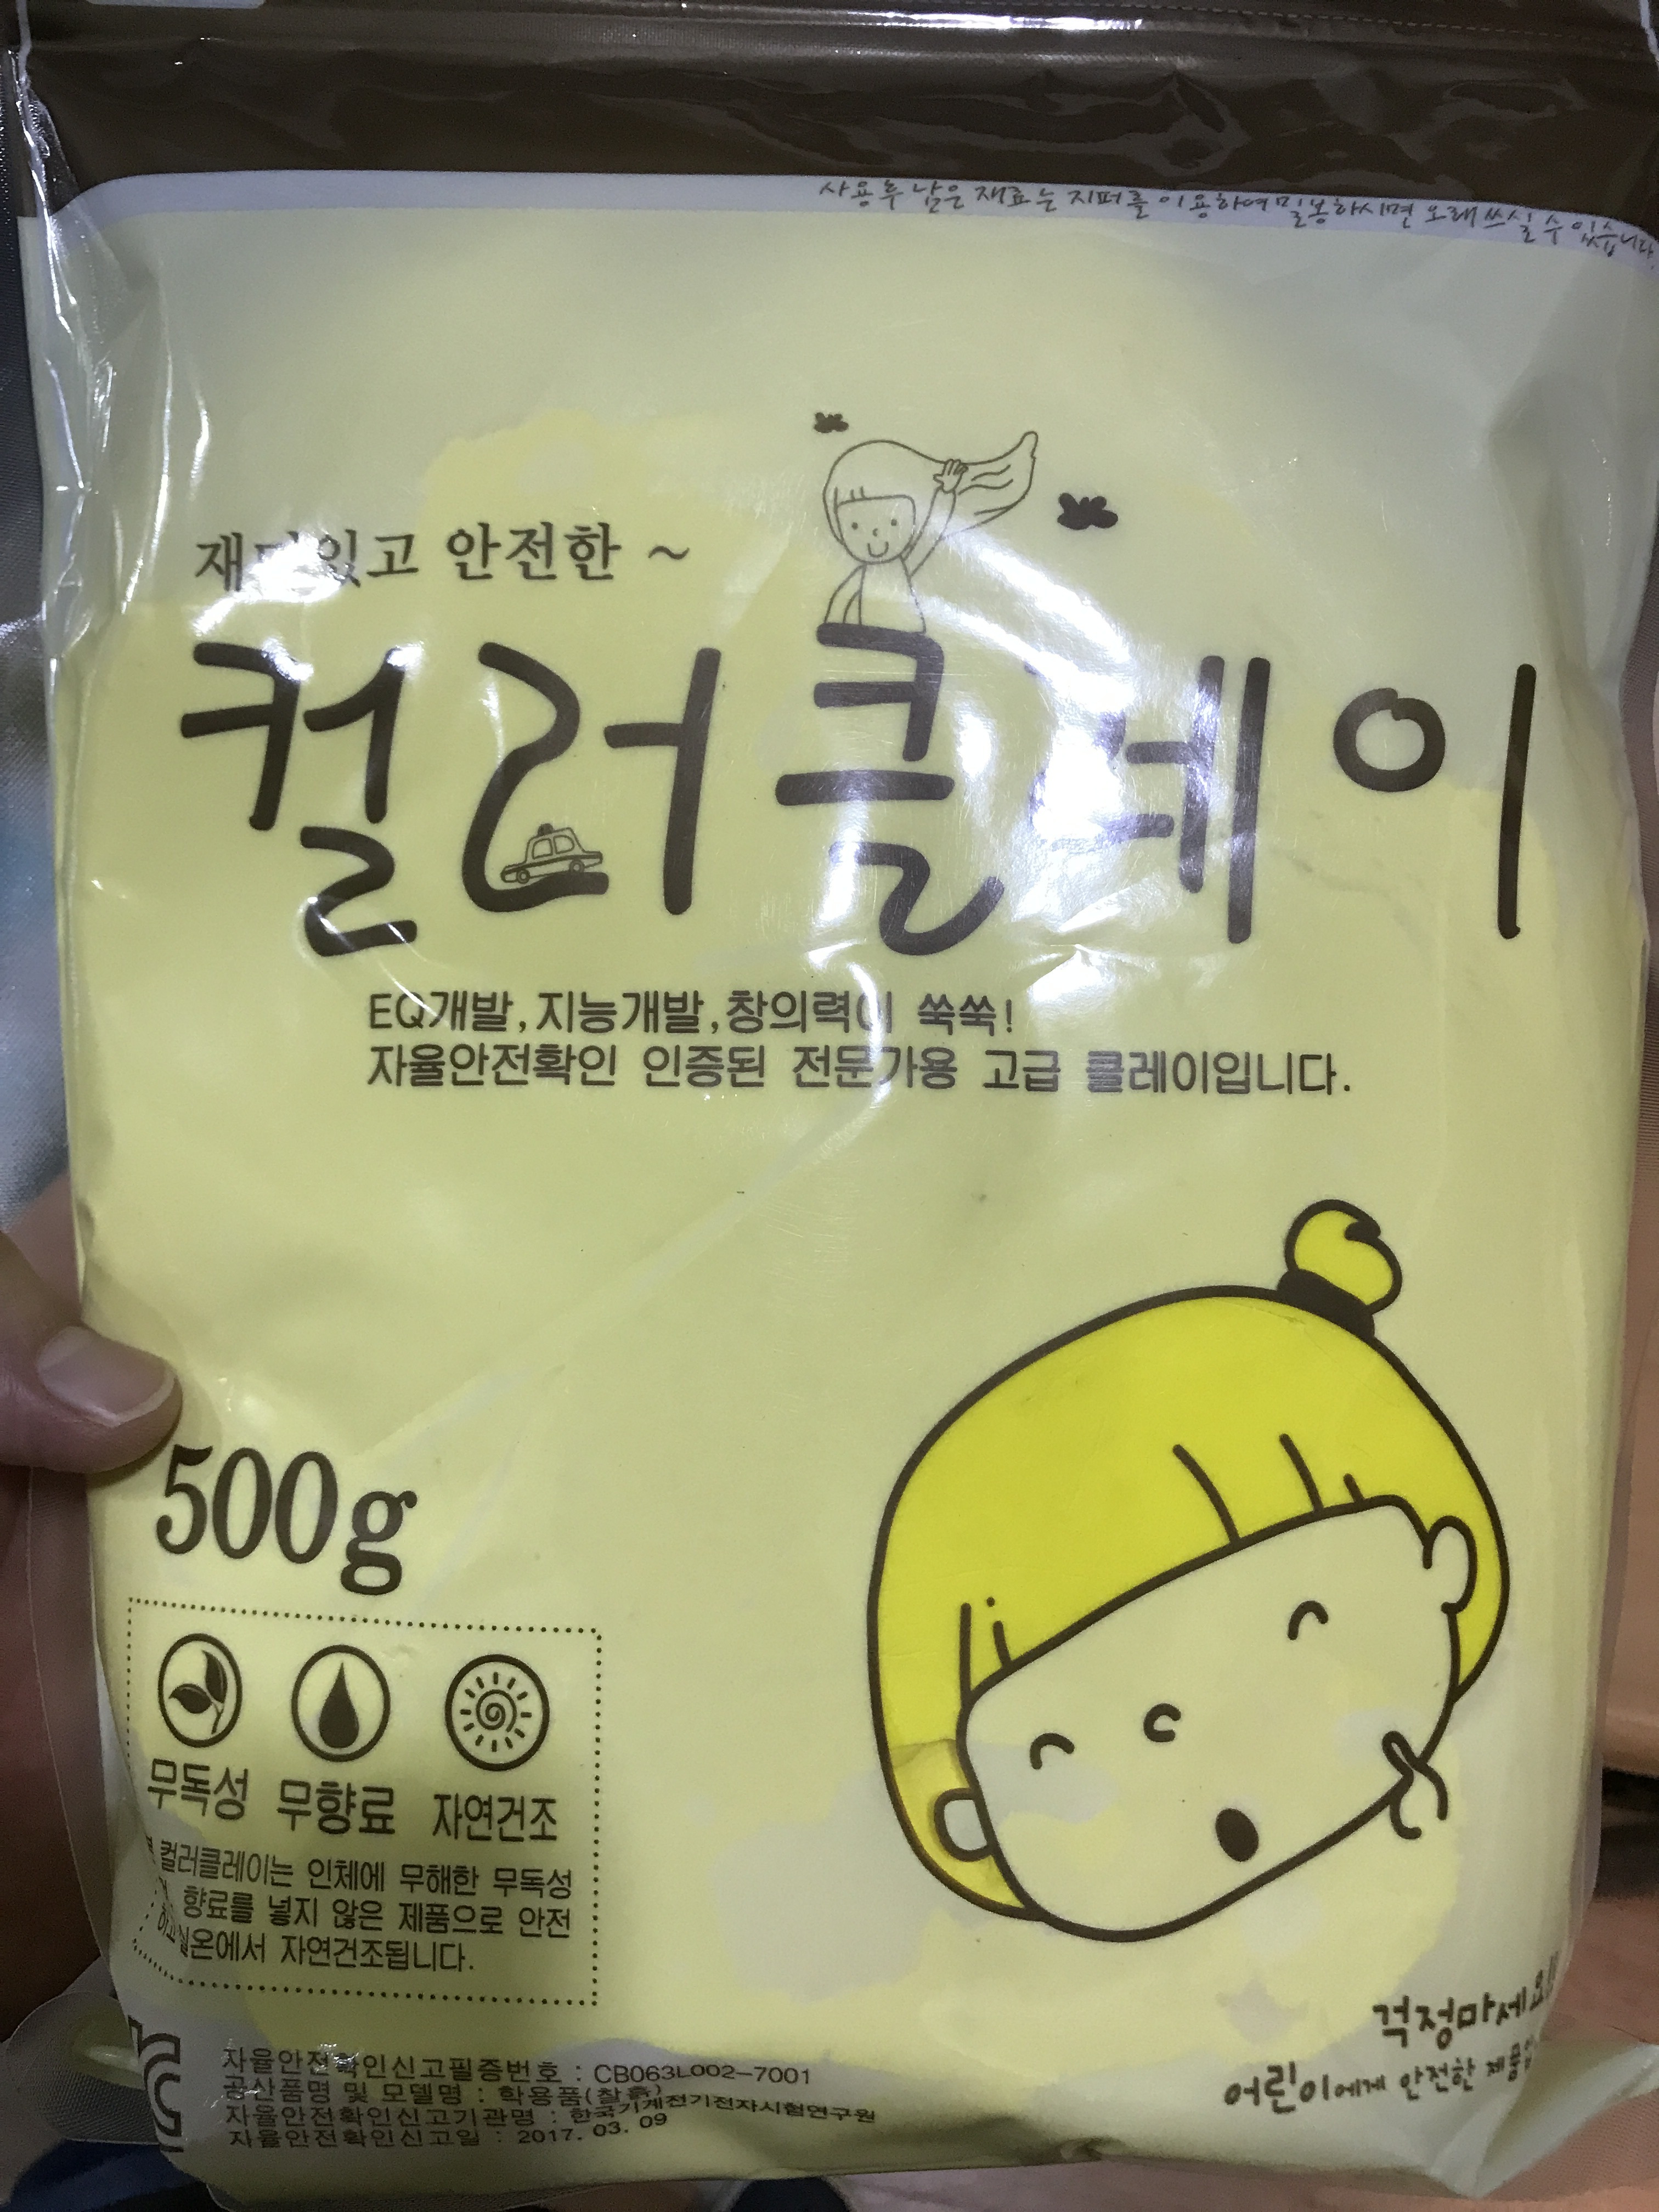 사용후 남은 재료는 지퍼를 이용하여 밀봉하시면 오래 쓰실 수 있습니다.
재미있고 안전한 ~
컬러클레이
EQ개발,지능개발,창의력이 쑥쑥!
자율안전확인 인증된 전문가용 고급 클레이입니다.
500g
무독성 무향료 자연건조
컬러클레이는 인체에 무해한 무독성
향료를 넣지 않은 제품으로 안전
하고 실온에서 자연건조됩니다.
걱정마세요!!
어린이에게 안전한
자율안전확인신고필증번호 : CB063L002-7001
공산품명 및 모델명 : 학용품(찰흙)
자율안전확인신고기관명 : 한국기계전기전자시험연구원
자율안전확인신고일 : 2017. 03. 09